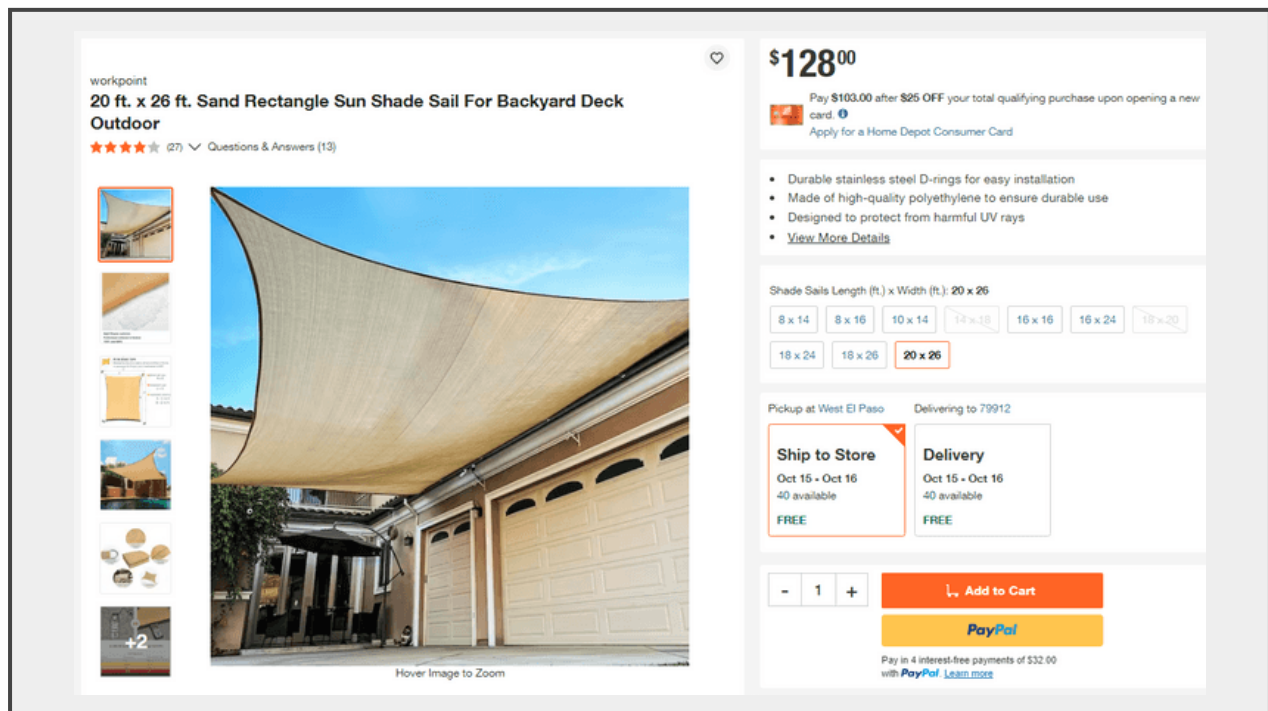 workpoint
20 ft. x 26 ft. Sand Rectangle Sun Shade Sail For Backyard Deck
Outdoor
(27) Questions & Answers (13)
+2
Hover Image to Zoom
$12800
Pay $103.00 after $25 OFF your total qualifying purchase upon opening a new
card.
Apply for a Home Depot Consumer Card
Durable stainless steel D-rings for easy installation
Made of high-quality polyethylene to ensure durable use
Designed to protect from harmful UV rays
View More Details
Shade Sails Length (ft.) x Width (ft.): 20 x 26
8 x 14 8 x 16 10 x 14 14 x 18 16 x 16 16 x 24 18 x 20
18 x 24 18 x 26 20 x 26
Pickup at West El Paso Delivering to 79912
Ship to Store Delivery
Oct 15 - Oct 16 Oct 15 - Oct 16
40 available 40 available
FREE FREE
- 1 + Add to Cart
PayPal
Pay in 4 interest-free payments of $32.00
with PayPal. Learn more